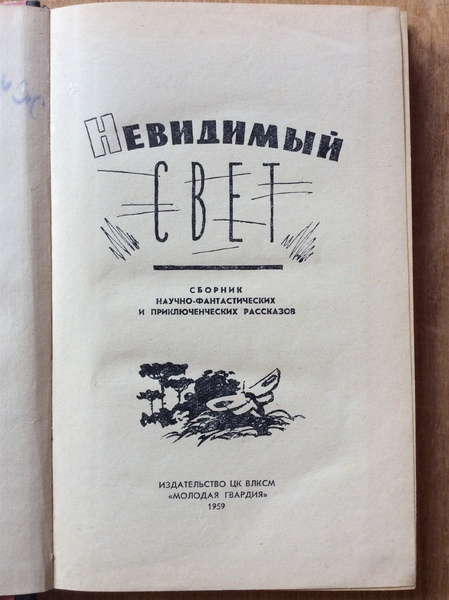 НЕВИДИМЫЙ
СВЕТ
СБОРНИК
НАУЧНО-ФАНТАСТИЧЕСКИХ
И ПРИКЛЮЧЕНЧЕСКИХ РАССКАЗОВ
ИЗДАТЕЛЬСТВО ЦК ВЛКСМ
«МОЛОДАЯ ГВАРДИЯ»
1959